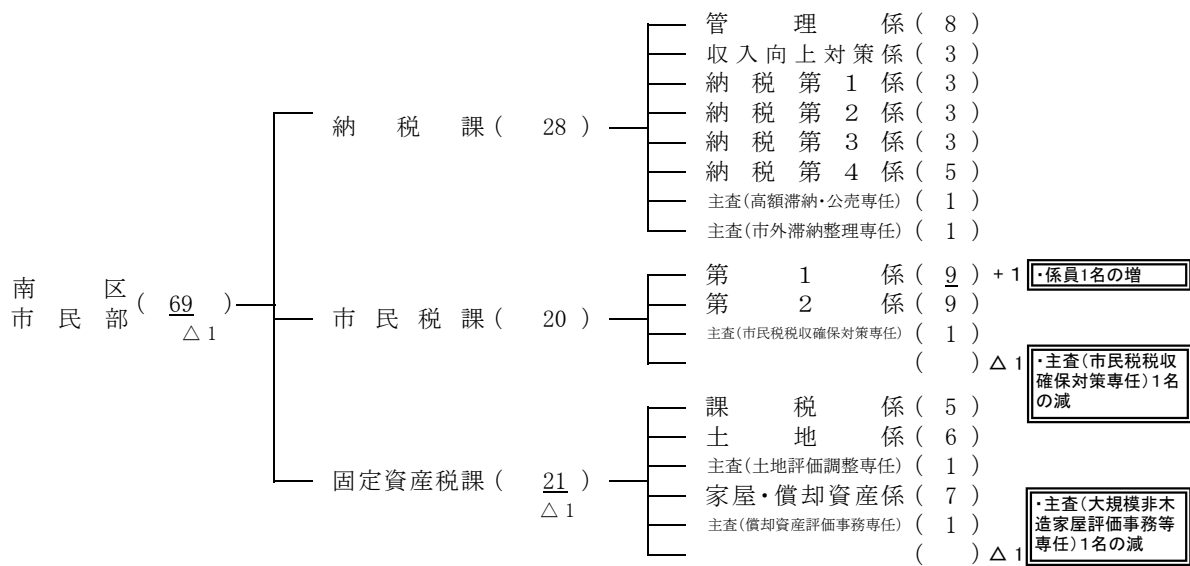 管理係( 8 )
収入向上対策係( 3 )
納税第1係( 3 )
納税課( 28 )
納税第2係( 3 )
納税第3係( 3 )
納税第4係( 5 )
主査(高額滞納・公売専任)( 1 )
主査(市外滞納整理専任)( 1 )
南区
市民部( 69 )
△ 1
第1係( 9 ) + 1
・係員1名の増
第2係( 9 )
市民税課( 20 )
主査(市民税税収確保対策専任)( 1 )
( ) △ 1
・主査(市民税税収
確保対策専任)1名
の減
課税係( 5 )
土地係( 6 )
主査(土地評価調整専任)( 1 )
固定資産税課( 21 )
△ 1
家屋・償却資産係( 7 )
主査(償却資産評価事務専任)( 1 )
( ) △ 1
・主査(大規模非木
造家屋評価事務等
専任)1名の減